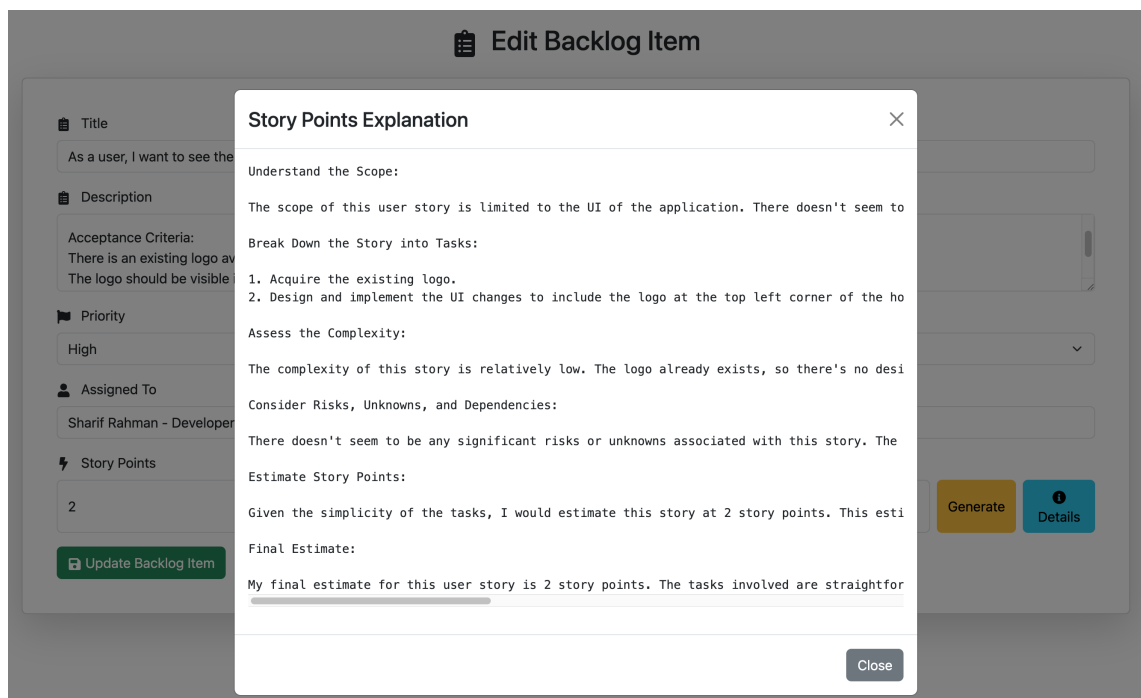 Edit Backlog Item
Title
As a user, I want to see the
Description
Acceptance Criteria:
There is an existing logo av
The logo should be visible
Priority
High
Assigned To
Sharif Rahman - Developer
Story Points
2
Generate
Details
Update Backlog Item
Story Points Explanation
Understand the Scope:
The scope of this user story is limited to the UI of the application. There doesn't seem to
Break Down the Story into Tasks:
1. Acquire the existing logo.
2. Design and implement the UI changes to include the logo at the top left corner of the ho
Assess the Complexity:
The complexity of this story is relatively low. The logo already exists, so there's no desi
Consider Risks, Unknowns, and Dependencies:
There doesn't seem to be any significant risks or unknowns associated with this story. The
Estimate Story Points:
Given the simplicity of the tasks, I would estimate this story at 2 story points. This esti
Final Estimate:
My final estimate for this user story is 2 story points. The tasks involved are straightfor
Close